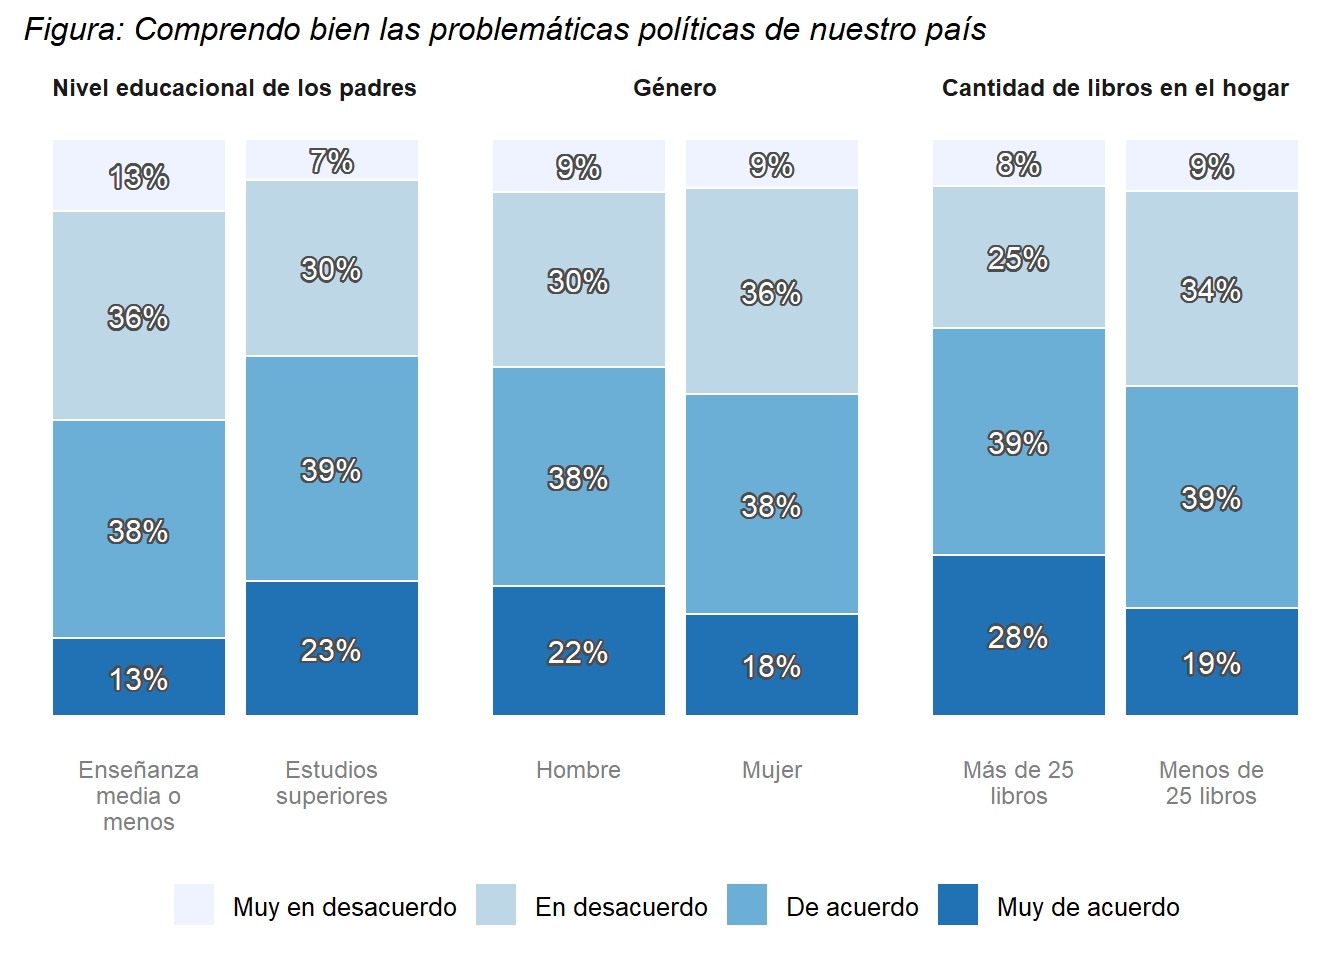 Figura: Comprendo bien las problemáticas políticas de nuestro país
Nivel educacional de los padres
Género
Cantidad de libros en el hogar
13%
7%
9%
9%
8%
9%
36%
30%
30%
36%
25%
34%
38%
39%
38%
38%
39%
39%
13%
23%
22%
18%
28%
19%
Enseñanza
media o
menos
Estudios
superiores
Hombre
Mujer
Más de 25
libros
Menos de
25 libros
Muy en desacuerdo
En desacuerdo
De acuerdo
Muy de acuerdo